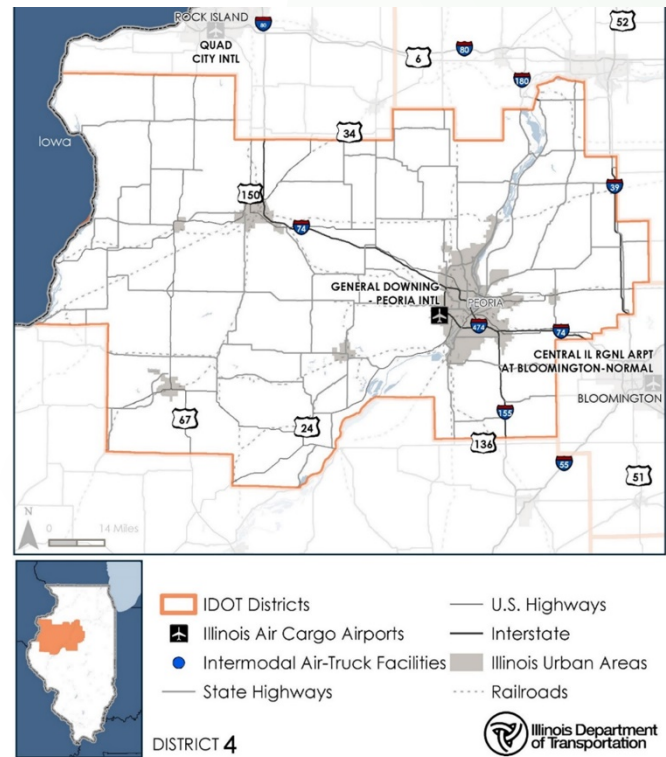 ROCK ISLAND
80
52
QUAD
CITY INTL
80
6
180
Iowa
34
39
150
74
GENERAL DOWNING
- PEORIA INTL
PEORIA
474
74
CENTRAL IL RGNL ARPT
AT BLOOMINGTON-NORMAL
BLOOMINGTON
155
67
24
136
55
51
N
0 14 Miles
IDOT Districts
Illinois Air Cargo Airports
Intermodal Air-Truck Facilities
State Highways
U.S. Highways
Interstate
Illinois Urban Areas
Railroads
DISTRICT 4
Illinois Department
of Transportation